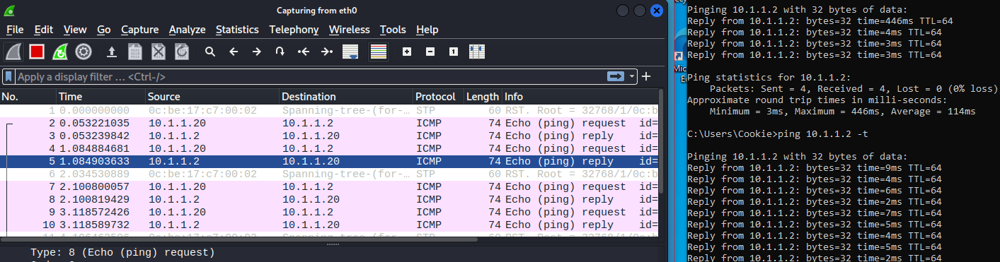 Capturing from eth0
File Edit View Go Capture Analyze Statistics Telephony Wireless Tools Help
Apply a display filter ... <Ctrl-/>
No. Time Source Destination Protocol Length Info
1 0.000000000 0c:be:17:c7:00:02 Spanning-tree-(for-… STP 60 RST. Root = 32768/1/0c:b
2 0.053221035 10.1.1.20 10.1.1.2 ICMP 74 Echo (ping) request id=
3 0.053239842 10.1.1.2 10.1.1.20 ICMP 74 Echo (ping) reply id=
4 1.084884681 10.1.1.20 10.1.1.2 ICMP 74 Echo (ping) request id=
5 1.084903633 10.1.1.2 10.1.1.20 ICMP 74 Echo (ping) reply id=
6 2.034530889 0c:be:17:c7:00:02 Spanning-tree-(for-… STP 60 RST. Root = 32768/1/0c:b
7 2.100800057 10.1.1.20 10.1.1.2 ICMP 74 Echo (ping) request id=
8 2.100819429 10.1.1.2 10.1.1.20 ICMP 74 Echo (ping) reply id=
9 3.118572426 10.1.1.20 10.1.1.2 ICMP 74 Echo (ping) request id=
10 3.118589732 10.1.1.2 10.1.1.20 ICMP 74 Echo (ping) reply id=
Type: 8 (Echo (ping) request)
Mic
Pinging 10.1.1.2 with 32 bytes of data:
Reply from 10.1.1.2: bytes=32 time=446ms TTL=64
Reply from 10.1.1.2: bytes=32 time=4ms TTL=64
Reply from 10.1.1.2: bytes=32 time=3ms TTL=64
Reply from 10.1.1.2: bytes=32 time=3ms TTL=64
Ping statistics for 10.1.1.2:
Packets: Sent = 4, Received = 4, Lost = 0 (0% loss)
Approximate round trip times in milli-seconds:
Minimum = 3ms, Maximum = 446ms, Average = 114ms
C:\Users\Cookie>ping 10.1.1.2 -t
Pinging 10.1.1.2 with 32 bytes of data:
Reply from 10.1.1.2: bytes=32 time=9ms TTL=64
Reply from 10.1.1.2: bytes=32 time=4ms TTL=64
Reply from 10.1.1.2: bytes=32 time=6ms TTL=64
Reply from 10.1.1.2: bytes=32 time=2ms TTL=64
Reply from 10.1.1.2: bytes=32 time=7ms TTL=64
Reply from 10.1.1.2: bytes=32 time=5ms TTL=64
Reply from 10.1.1.2: bytes=32 time=4ms TTL=64
Reply from 10.1.1.2: bytes=32 time=5ms TTL=64
Reply from 10.1.1.2: bytes=32 time=2ms TTL=64